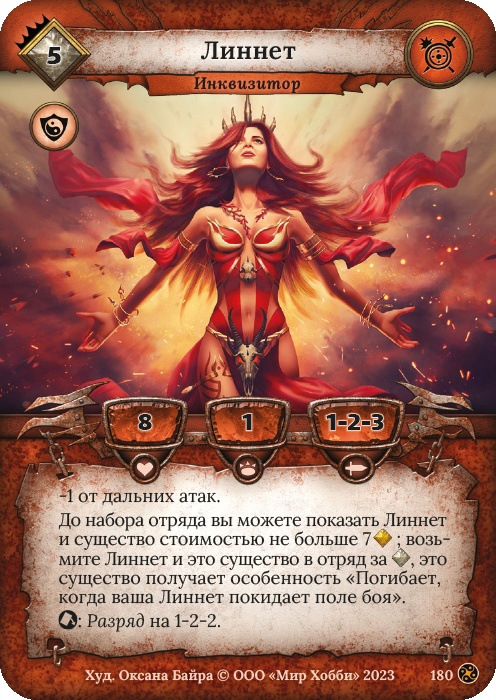 5
Линнет
Инквизитор
8
1
1-2-3
-1 от дальних атак.
До набора отряда вы можете показать Линнет
и существо стоимостью не больше 7 ; возь-
мите Линнет и это существо в отряд за , это
существо получает особенность «Погибает,
когда ваша Линнет покидает поле боя».
: Разряд на 1-2-2.
Худ. Оксана Байра © ООО «Мир Хобби» 2023
180